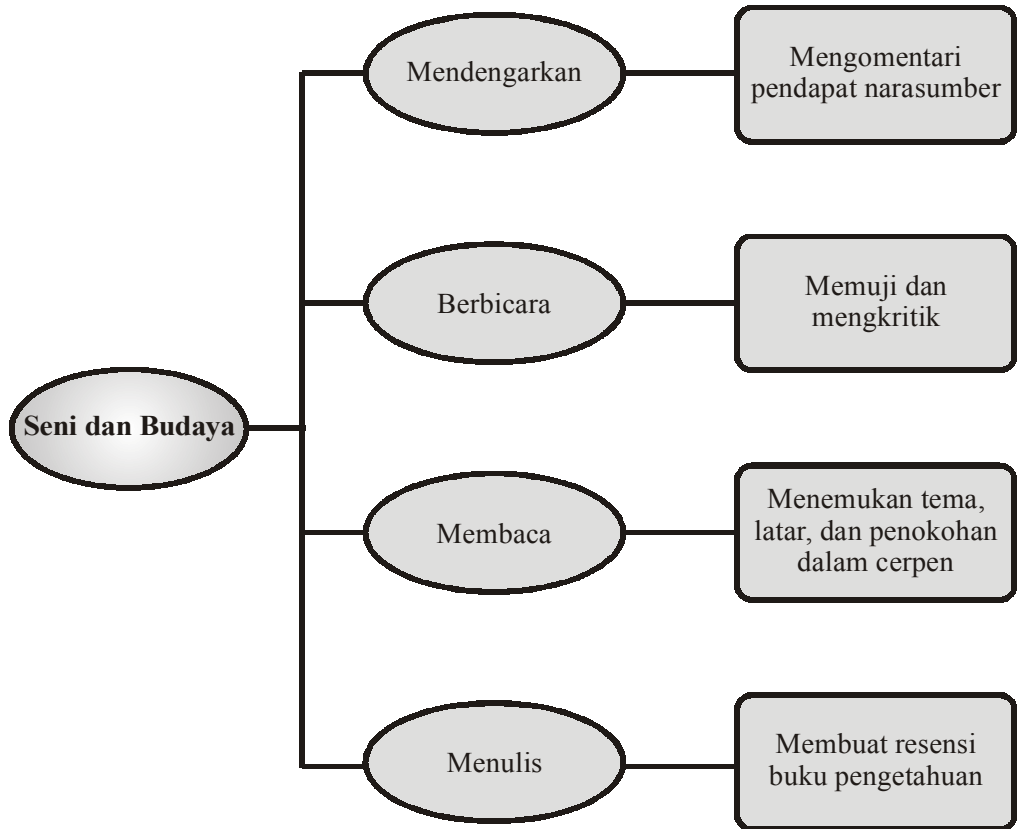 Seni dan Budaya
Mendengarkan
Mengomentari
pendapat narasumber
Berbicara
Memuji dan
mengkritik
Membaca
Menemukan tema,
latar, dan penokohan
dalam cerpen
Menulis
Membuat resensi
buku pengetahuan